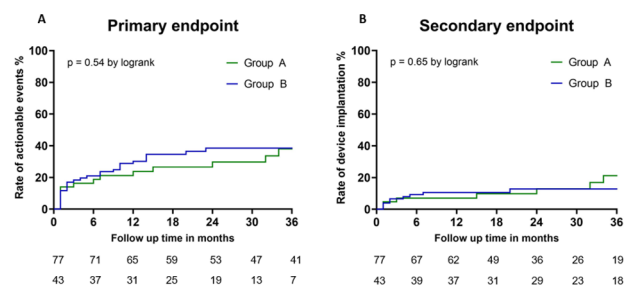 A
Primary endpoint
Rate of actionable events %
100
80
60
40
20
0
p = 0.54 by logrank
Group A
Group B
0 6 12 18 24 30 36
Follow up time in months
77 71 65 59 53 47 41
43 37 31 25 19 13 7
B
Secondary endpoint
Rate of device implantation %
100
80
60
40
20
0
p = 0.65 by logrank
Group A
Group B
0 6 12 18 24 30 36
Follow up time in months
77 67 62 49 36 26 19
43 39 37 31 29 23 18